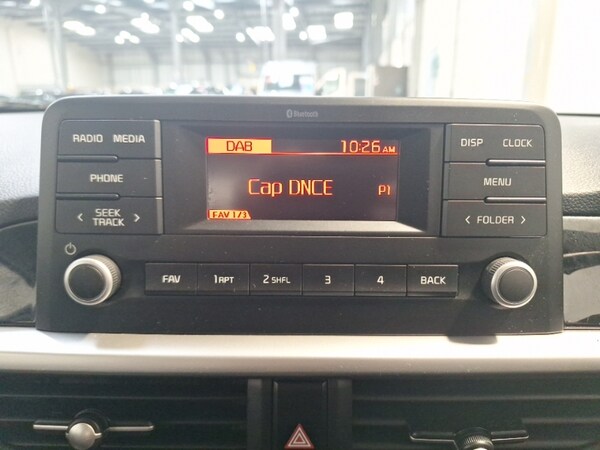 Bluetooth
RADIO MEDIA
DAB 10:26 AM
DISP CLOCK
PHONE
Cap DNCE P1
MENU
< SEEK TRACK >
FAV 1/3
< FOLDER >
FAV 1 RPT 2 SHFL 3 4 BACK